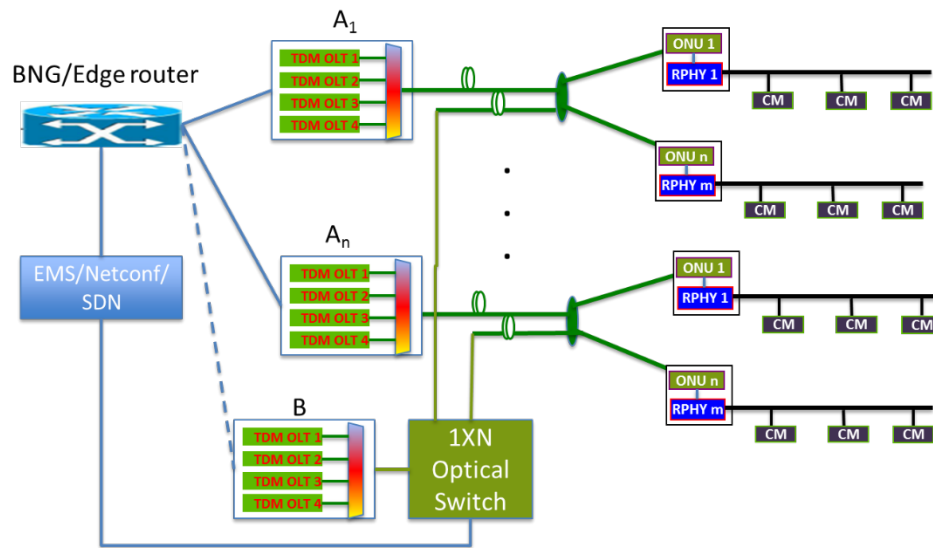 A1
TDM OLT 1
TDM OLT 2
TDM OLT 3
TDM OLT 4
BNG/Edge router
ONU 1
RPHY 1
CM CM CM
ONU n
RPHY m
CM CM CM
An
TDM OLT 1
TDM OLT 2
TDM OLT 3
TDM OLT 4
EMS/Netconf/
SDN
ONU 1
RPHY 1
CM CM CM
ONU n
RPHY m
CM CM CM
B
TDM OLT 1
TDM OLT 2
TDM OLT 3
TDM OLT 4
1XN
Optical
Switch